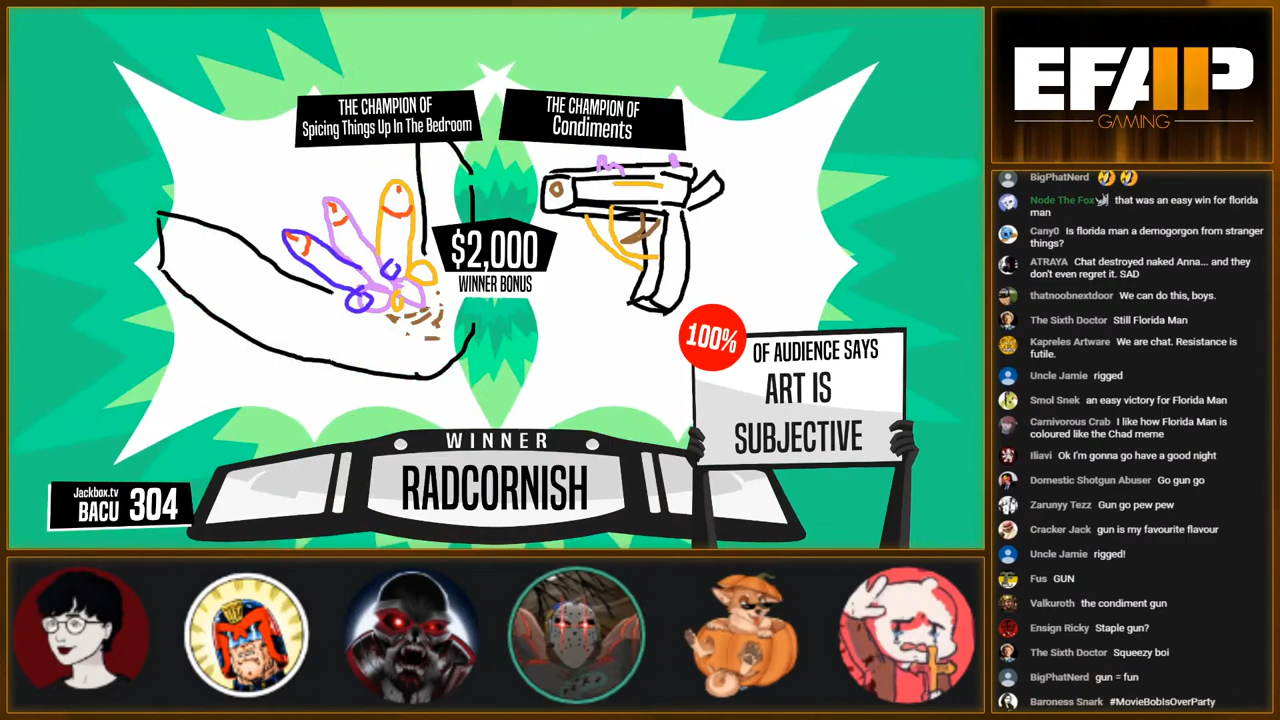 THE CHAMPION OF
Spicing Things Up In The Bedroom
THE CHAMPION OF
Condiments
$2,000
WINNER BONUS
100%
OF AUDIENCE SAYS
ART IS
SUBJECTIVE
WINNER
RADCORNISH
Jackbox.tv
BACU 304
EFAP
GAMING
BigPhatNerd
Node The Fox that was an easy win for florida
man
Cany0 Is florida man a demogorgon from stranger
things?
ATRAYA Chat destroyed naked Anna... and they
don't even regret it. SAD
thatnoobnextdoor We can do this, boys.
The Sixth Doctor Still Florida Man
Kapreles Artware We are chat. Resistance is
futile.
Uncle Jamie rigged
Smol Snek an easy victory for Florida Man
Carnivorous Crab I like how Florida Man is
coloured like the Chad meme
Iliavi Ok I'm gonna go have a good night
Domestic Shotgun Abuser Go gun go
Zarunyy Tezz Gun go pew pew
Cracker Jack gun is my favourite flavour
Uncle Jamie rigged!
Fus GUN
Valkuroth the condiment gun
Ensign Ricky Staple gun?
The Sixth Doctor Squeezy boi
BigPhatNerd gun = fun
Baroness Snark #MovieBobIsOverParty